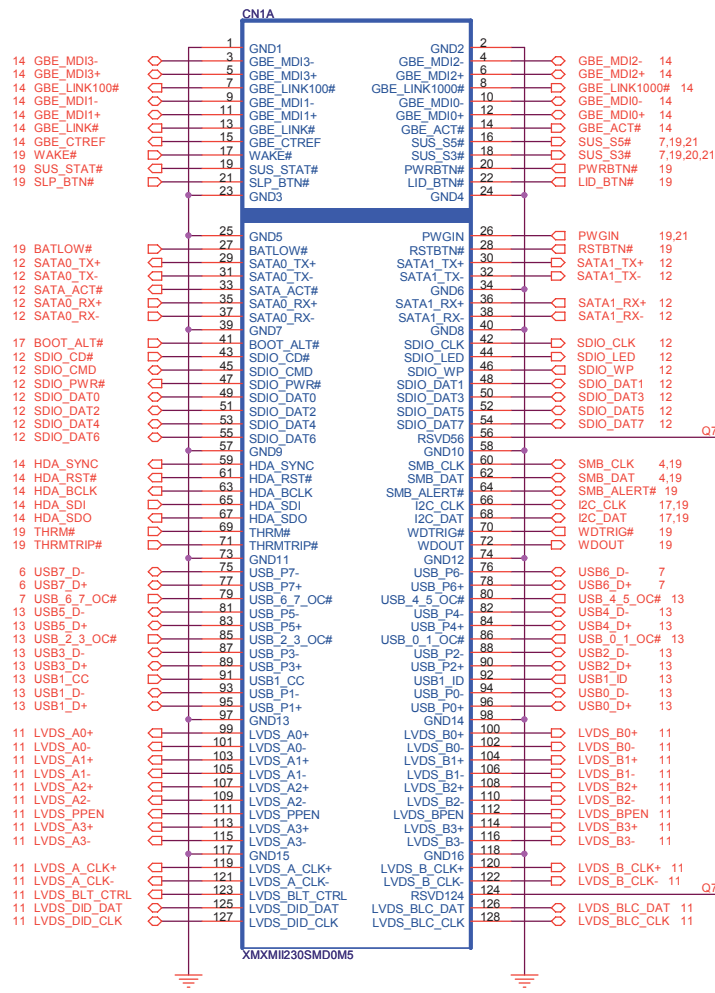 CN1A
1 GND1 GND2 2
14 GBE_MDI3- 3 GBE_MDI3- GBE_MDI2- 4 GBE_MDI2- 14
14 GBE_MDI3+ 5 GBE_MDI3+ GBE_MDI2+ 6 GBE_MDI2+ 14
14 GBE_LINK100# 7 GBE_LINK100# GBE_LINK1000# 8 GBE_LINK1000# 14
14 GBE_MDI1- 9 GBE_MDI1- GBE_MDI0- 10 GBE_MDI0- 14
14 GBE_MDI1+ 11 GBE_MDI1+ GBE_MDI0+ 12 GBE_MDI0+ 14
14 GBE_LINK# 13 GBE_LINK# GBE_ACT# 14 GBE_ACT# 14
14 GBE_CTREF 15 GBE_CTREF SUS_S5# 16 SUS_S5# 7,19,21
19 WAKE# 17 WAKE# SUS_S3# 18 SUS_S3# 7,19,20,21
19 SUS_STAT# 19 SUS_STAT# PWRBTN# 20 PWRBTN# 19
19 SLP_BTN# 21 SLP_BTN# LID_BTN# 22 LID_BTN# 19
23 GND3 GND4 24
25 GND5 PWGIN 26 PWGIN 19,21
19 BATLOW# 27 BATLOW# RSTBTN# 28 RSTBTN# 19
12 SATA0_TX+ 29 SATA0_TX+ SATA1_TX+ 30 SATA1_TX+ 12
12 SATA0_TX- 31 SATA0_TX- SATA1_TX- 32 SATA1_TX- 12
12 SATA_ACT# 33 SATA_ACT# GND6 34
12 SATA0_RX+ 35 SATA0_RX+ SATA1_RX+ 36 SATA1_RX+ 12
12 SATA0_RX- 37 SATA0_RX- SATA1_RX- 38 SATA1_RX- 12
39 GND7 GND8 40
17 BOOT_ALT# 41 BOOT_ALT# SDIO_CLK 42 SDIO_CLK 12
12 SDIO_CD# 43 SDIO_CD# SDIO_LED 44 SDIO_LED 12
12 SDIO_CMD 45 SDIO_CMD SDIO_WP 46 SDIO_WP 12
12 SDIO_PWR# 47 SDIO_PWR# SDIO_DAT1 48 SDIO_DAT1 12
12 SDIO_DAT0 49 SDIO_DAT0 SDIO_DAT3 50 SDIO_DAT3 12
12 SDIO_DAT2 51 SDIO_DAT2 SDIO_DAT5 52 SDIO_DAT5 12
12 SDIO_DAT4 53 SDIO_DAT4 SDIO_DAT7 54 SDIO_DAT7 12
12 SDIO_DAT6 55 SDIO_DAT6 RSVD56 56 Q7
57 GND9 GND10 58
14 HDA_SYNC 59 HDA_SYNC SMB_CLK 60 SMB_CLK 4,19
14 HDA_RST# 61 HDA_RST# SMB_DAT 62 SMB_DAT 4,19
14 HDA_BCLK 63 HDA_BCLK SMB_ALERT# 64 SMB_ALERT# 19
14 HDA_SDI 65 HDA_SDI I2C_CLK 66 I2C_CLK 17,19
14 HDA_SDO 67 HDA_SDO I2C_DAT 68 I2C_DAT 17,19
19 THRM# 69 THRM# WDTRIG# 70 WDTRIG# 19
19 THRMTRIP# 71 THRMTRIP# WDOUT 72 WDOUT 19
73 GND11 GND12 74
6 USB7_D- 75 USB_P7- USB_P6- 76 USB6_D- 7
6 USB7_D+ 77 USB_P7+ USB_P6+ 78 USB6_D+ 7
7 USB_6_7_OC# 79 USB_6_7_OC# USB_4_5_OC# 80 USB_4_5_OC# 13
13 USB5_D- 81 USB_P5- USB_P4- 82 USB4_D- 13
13 USB5_D+ 83 USB_P5+ USB_P4+ 84 USB4_D+ 13
13 USB_2_3_OC# 85 USB_2_3_OC# USB_0_1_OC# 86 USB_0_1_OC# 13
13 USB3_D- 87 USB_P3- USB_P2- 88 USB2_D- 13
13 USB3_D+ 89 USB_P3+ USB_P2+ 90 USB2_D+ 13
13 USB1_CC 91 USB1_CC USB1_ID 92 USB1_ID 13
13 USB1_D- 93 USB_P1- USB_P0- 94 USB0_D- 13
13 USB1_D+ 95 USB_P1+ USB_P0+ 96 USB0_D+ 13
97 GND13 GND14 98
11 LVDS_A0+ 99 LVDS_A0+ LVDS_B0+ 100 LVDS_B0+ 11
11 LVDS_A0- 101 LVDS_A0- LVDS_B0- 102 LVDS_B0- 11
11 LVDS_A1+ 103 LVDS_A1+ LVDS_B1+ 104 LVDS_B1+ 11
11 LVDS_A1- 105 LVDS_A1- LVDS_B1- 106 LVDS_B1- 11
11 LVDS_A2+ 107 LVDS_A2+ LVDS_B2+ 108 LVDS_B2+ 11
11 LVDS_A2- 109 LVDS_A2- LVDS_B2- 110 LVDS_B2- 11
11 LVDS_PPEN 111 LVDS_PPEN LVDS_BPEN 112 LVDS_BPEN 11
11 LVDS_A3+ 113 LVDS_A3+ LVDS_B3+ 114 LVDS_B3+ 11
11 LVDS_A3- 115 LVDS_A3- LVDS_B3- 116 LVDS_B3- 11
117 GND15 GND16 118
11 LVDS_A_CLK+ 119 LVDS_A_CLK+ LVDS_B_CLK+ 120 LVDS_B_CLK+ 11
11 LVDS_A_CLK- 121 LVDS_A_CLK- LVDS_B_CLK- 122 LVDS_B_CLK- 11
11 LVDS_BLT_CTRL 123 LVDS_BLT_CTRL RSVD124 124 Q7
11 LVDS_DID_DAT 125 LVDS_DID_DAT LVDS_BLC_DAT 126 LVDS_BLC_DAT 11
11 LVDS_DID_CLK 127 LVDS_DID_CLK LVDS_BLC_CLK 128 LVDS_BLC_CLK 11
XMXMII230SMD0M5